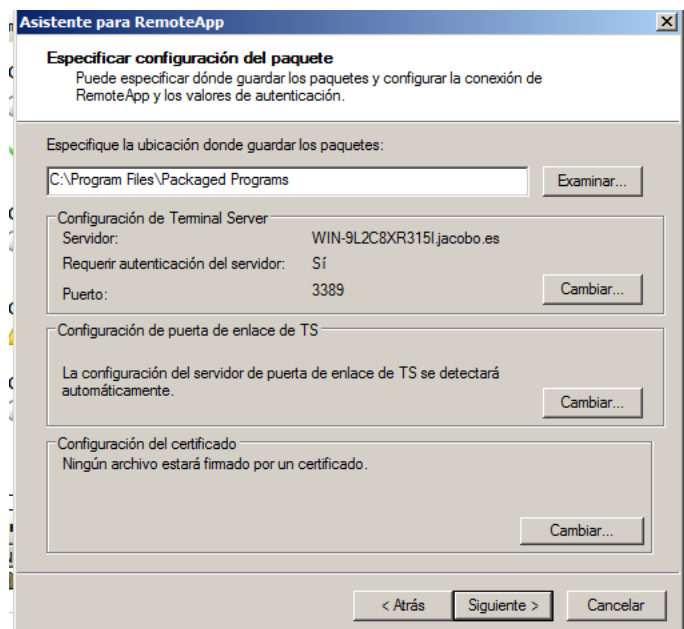 Asistente para RemoteApp
Especificar configuración del paquete
Puede especificar dónde guardar los paquetes y configurar la conexión de
RemoteApp y los valores de autenticación.
Especifique la ubicación donde guardar los paquetes:
C:\Program Files\Packaged Programs
Examinar...
Configuración de Terminal Server
Servidor: WIN-9L2C8XR315I.jacobo.es
Requerir autenticación del servidor: Sí
Puerto: 3389
Cambiar...
Configuración de puerta de enlace de TS
La configuración del servidor de puerta de enlace de TS se detectará
automáticamente.
Cambiar...
Configuración del certificado
Ningún archivo estará firmado por un certificado.
Cambiar...
< Atrás Siguiente > Cancelar